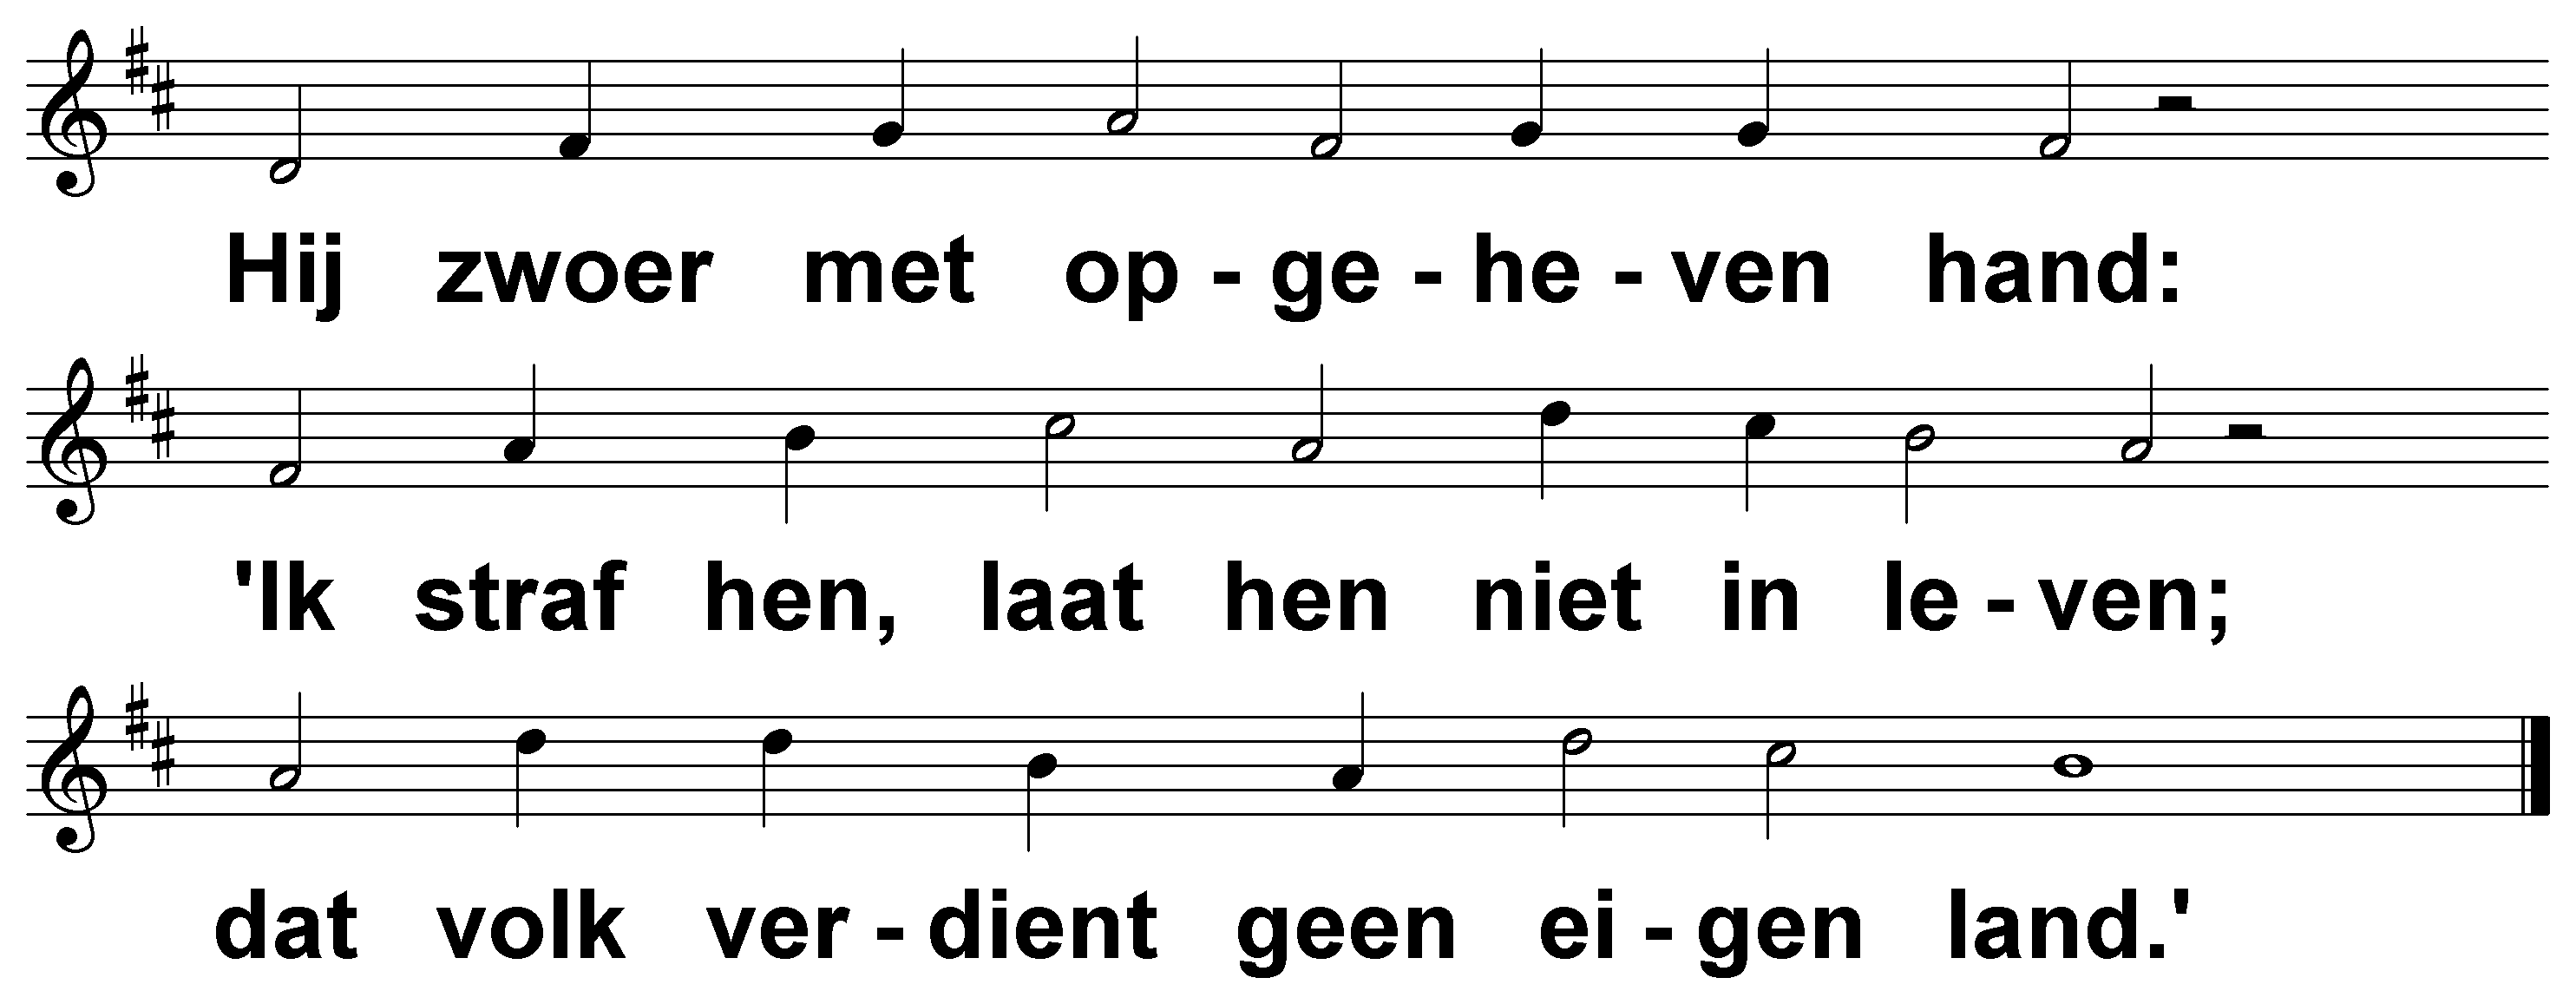 Hij zwoer met op - ge - he - ven hand:
'Ik straf hen, laat hen niet in le - ven;
dat volk ver - dient geen ei - gen land.'